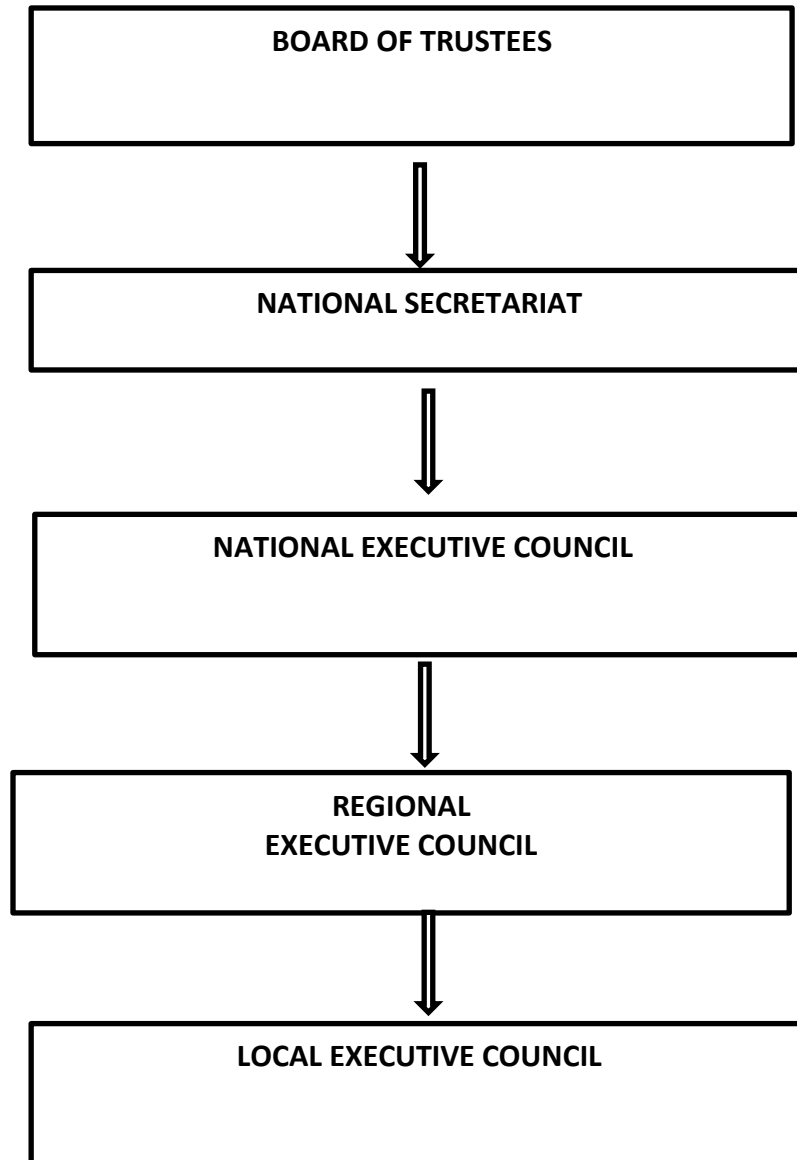 BOARD OF TRUSTEES
NATIONAL SECRETARIAT
NATIONAL EXECUTIVE COUNCIL
REGIONAL
EXECUTIVE COUNCIL
LOCAL EXECUTIVE COUNCIL